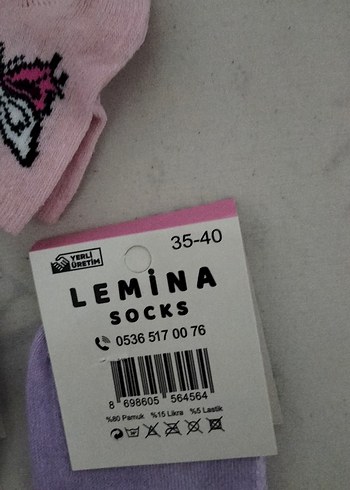 35-40
YERLİ
ÜRETİM
LEMİNA
SOCKS
0536 517 00 76
8 698605 564564
%80 Pamuk %15 Likra %5 Lastik